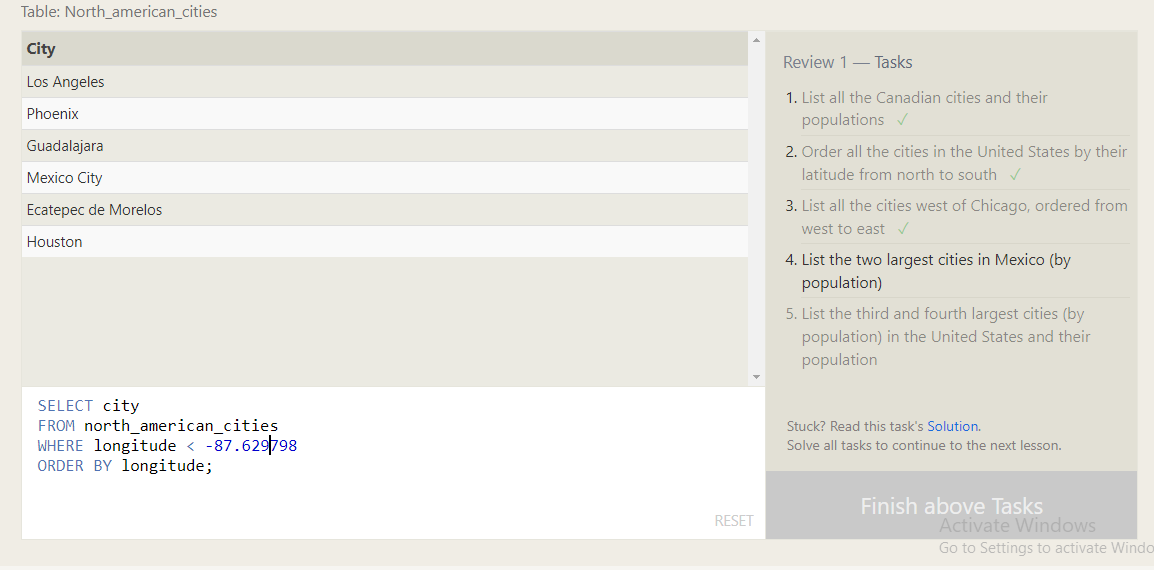 Table: North_american_cities
City
Los Angeles
Phoenix
Guadalajara
Mexico City
Ecatepec de Morelos
Houston
SELECT city
FROM north_american_cities
WHERE longitude < -87.629798
ORDER BY longitude;
RESET
Review 1 — Tasks
1. List all the Canadian cities and their
populations ✓
2. Order all the cities in the United States by their
latitude from north to south ✓
3. List all the cities west of Chicago, ordered from
west to east ✓
4. List the two largest cities in Mexico (by
population)
5. List the third and fourth largest cities (by
population) in the United States and their
population
Stuck? Read this task's Solution.
Solve all tasks to continue to the next lesson.
Finish above Tasks
Activate Windows
Go to Settings to activate Windo